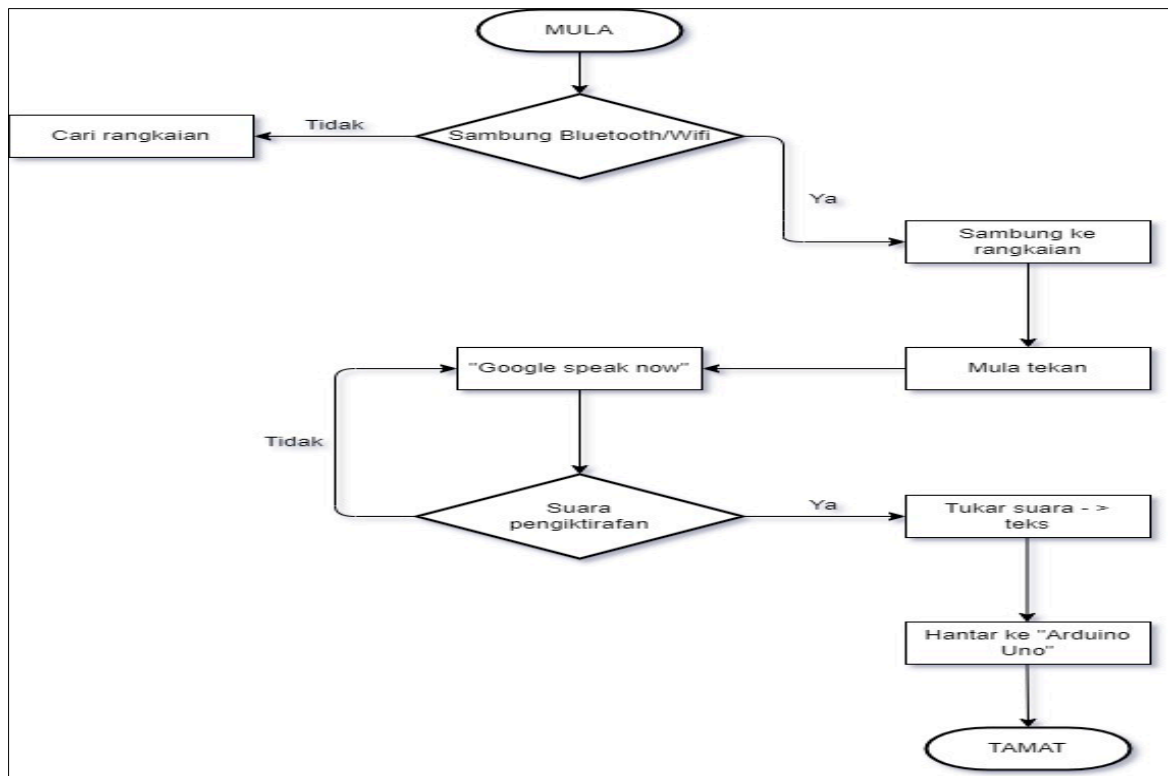 MULA
Sambung Bluetooth/Wifi
Tidak
Cari rangkaian
Ya
Sambung ke
rangkaian
Mula tekan
"Google speak now"
Tidak
Suara
pengiktirafan
Ya
Tukar suara - >
teks
Hantar ke "Arduino
Uno"
TAMAT